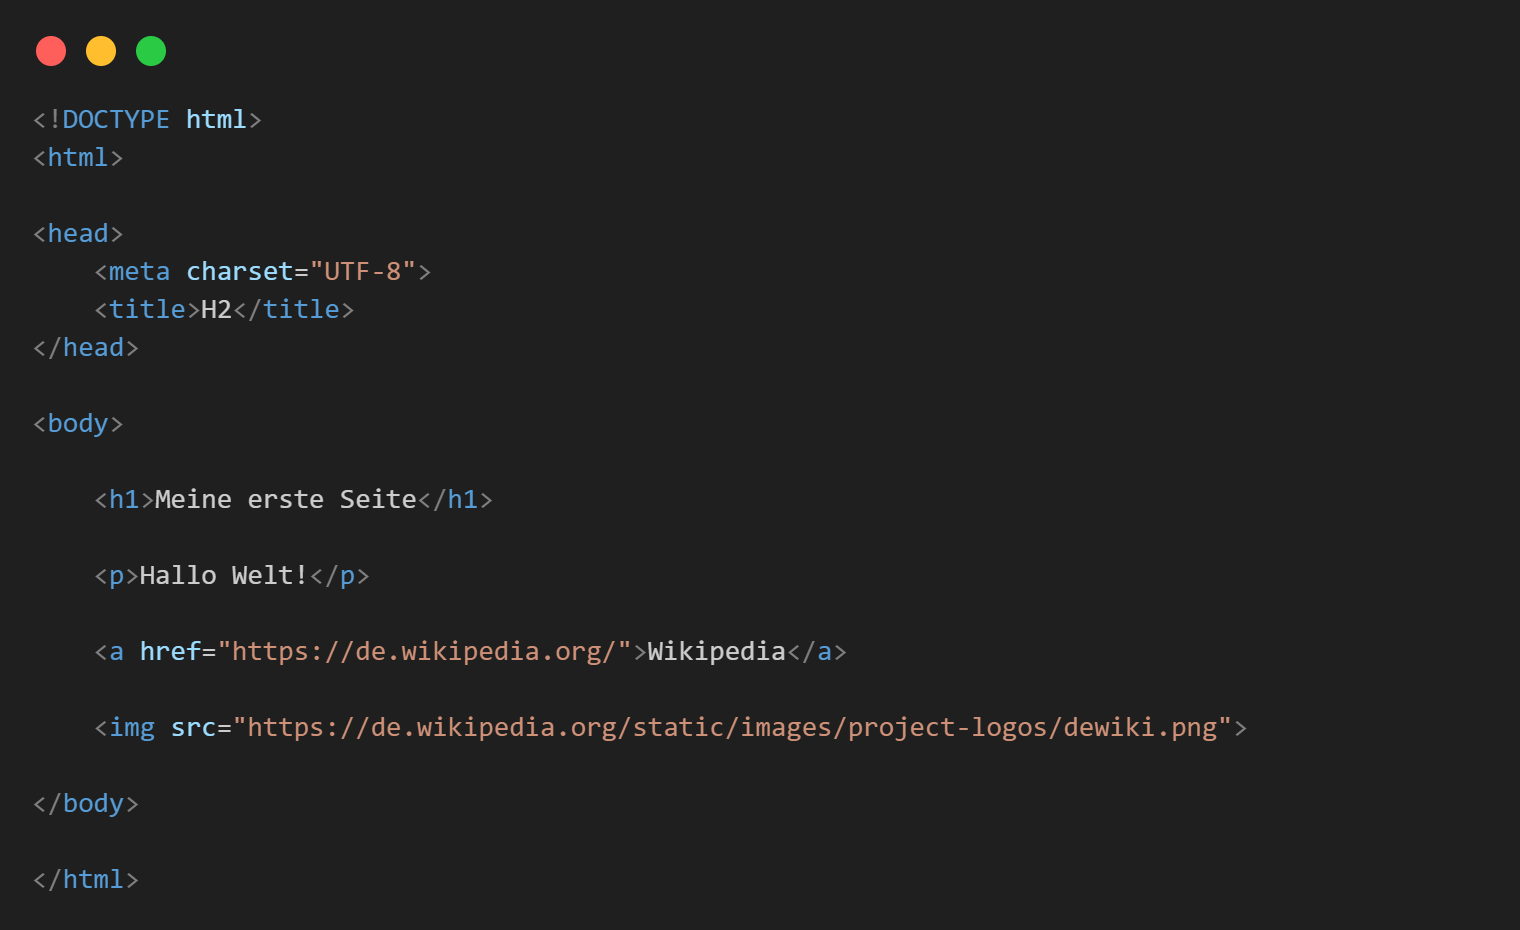 <!DOCTYPE html>
<html>
<head>
    <meta charset="UTF-8">
    <title>H2</title>
</head>
<body>
    <h1>Meine erste Seite</h1>
    <p>Hallo Welt!</p>
    <a href="https://de.wikipedia.org/">Wikipedia</a>
    <img src="https://de.wikipedia.org/static/images/project-logos/dewiki.png">
</body>
</html>